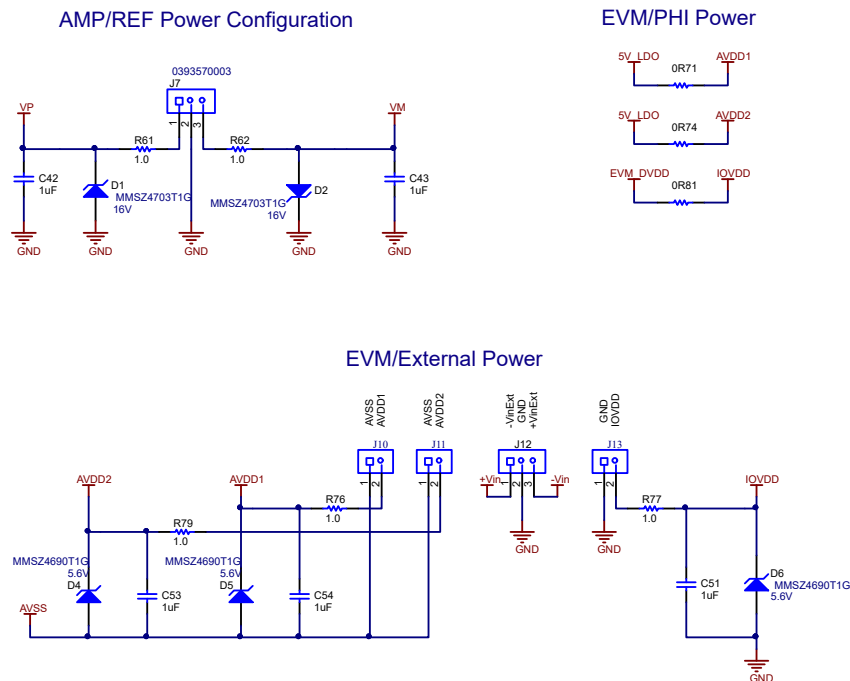 AMP/REF Power Configuration
EVM/PHI Power
0393570003
J7
VP
VM
1
2
3
R61
1.0
R62
1.0
C42
1uF
D1
MMSZ4703T1G
16V
D2
MMSZ4703T1G
16V
C43
1uF
GND
GND
GND
GND
GND
5V_LDO
0R71
AVDD1
5V_LDO
0R74
AVDD2
EVM_DVDD
0R81
IOVDD
EVM/External Power
AVSS
AVDD1
AVSS
AVDD2
-VinExt
GND
+VinExt
GND
IOVDD
J10
J11
J12
J13
1
2
1
2
1
2
3
1
2
AVDD2
AVDD1
+Vin
-Vin
IOVDD
R76
1.0
R79
1.0
R77
1.0
GND
GND
MMSZ4690T1G
5.6V
D4
C53
1uF
MMSZ4690T1G
5.6V
D5
C54
1uF
C51
1uF
D6
MMSZ4690T1G
5.6V
AVSS
GND